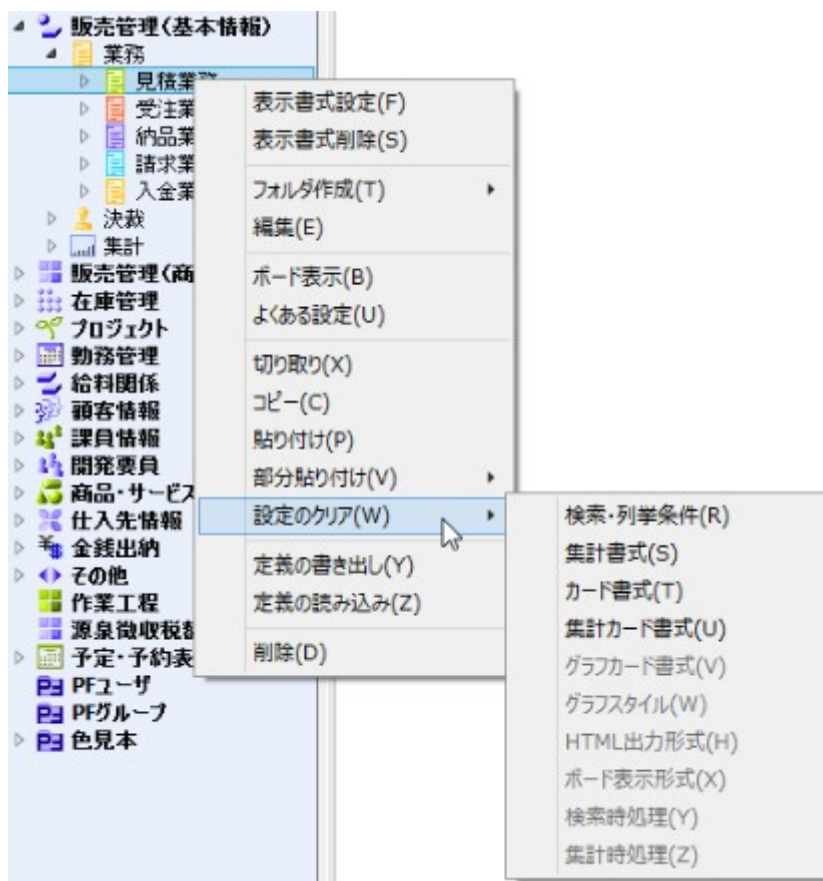 販売管理(基本情報)
業務
見積業
受注業
納品業
請求業
入金業
決裁
集計
販売管理(商
在庫管理
プロジェクト
勤務管理
給料関係
顧客情報
課員情報
開発要員
商品・サービス
仕入先情報
金銭出納
その他
作業工程
源泉徴収税額
予定・予約表
PFユーザ
PFグループ
色見本
表示書式設定(F)
表示書式削除(S)
フォルダ作成(T)
編集(E)
ボード表示(B)
よくある設定(U)
切り取り(X)
コピー(C)
貼り付け(P)
部分貼り付け(V)
設定のクリア(W)
定義の書き出し(Y)
定義の読み込み(Z)
削除(D)
検索・列挙条件(R)
集計書式(S)
カード書式(T)
集計カード書式(U)
グラフカード書式(V)
グラフスタイル(W)
HTML出力形式(H)
ボード表示形式(X)
検索時処理(Y)
集計時処理(Z)